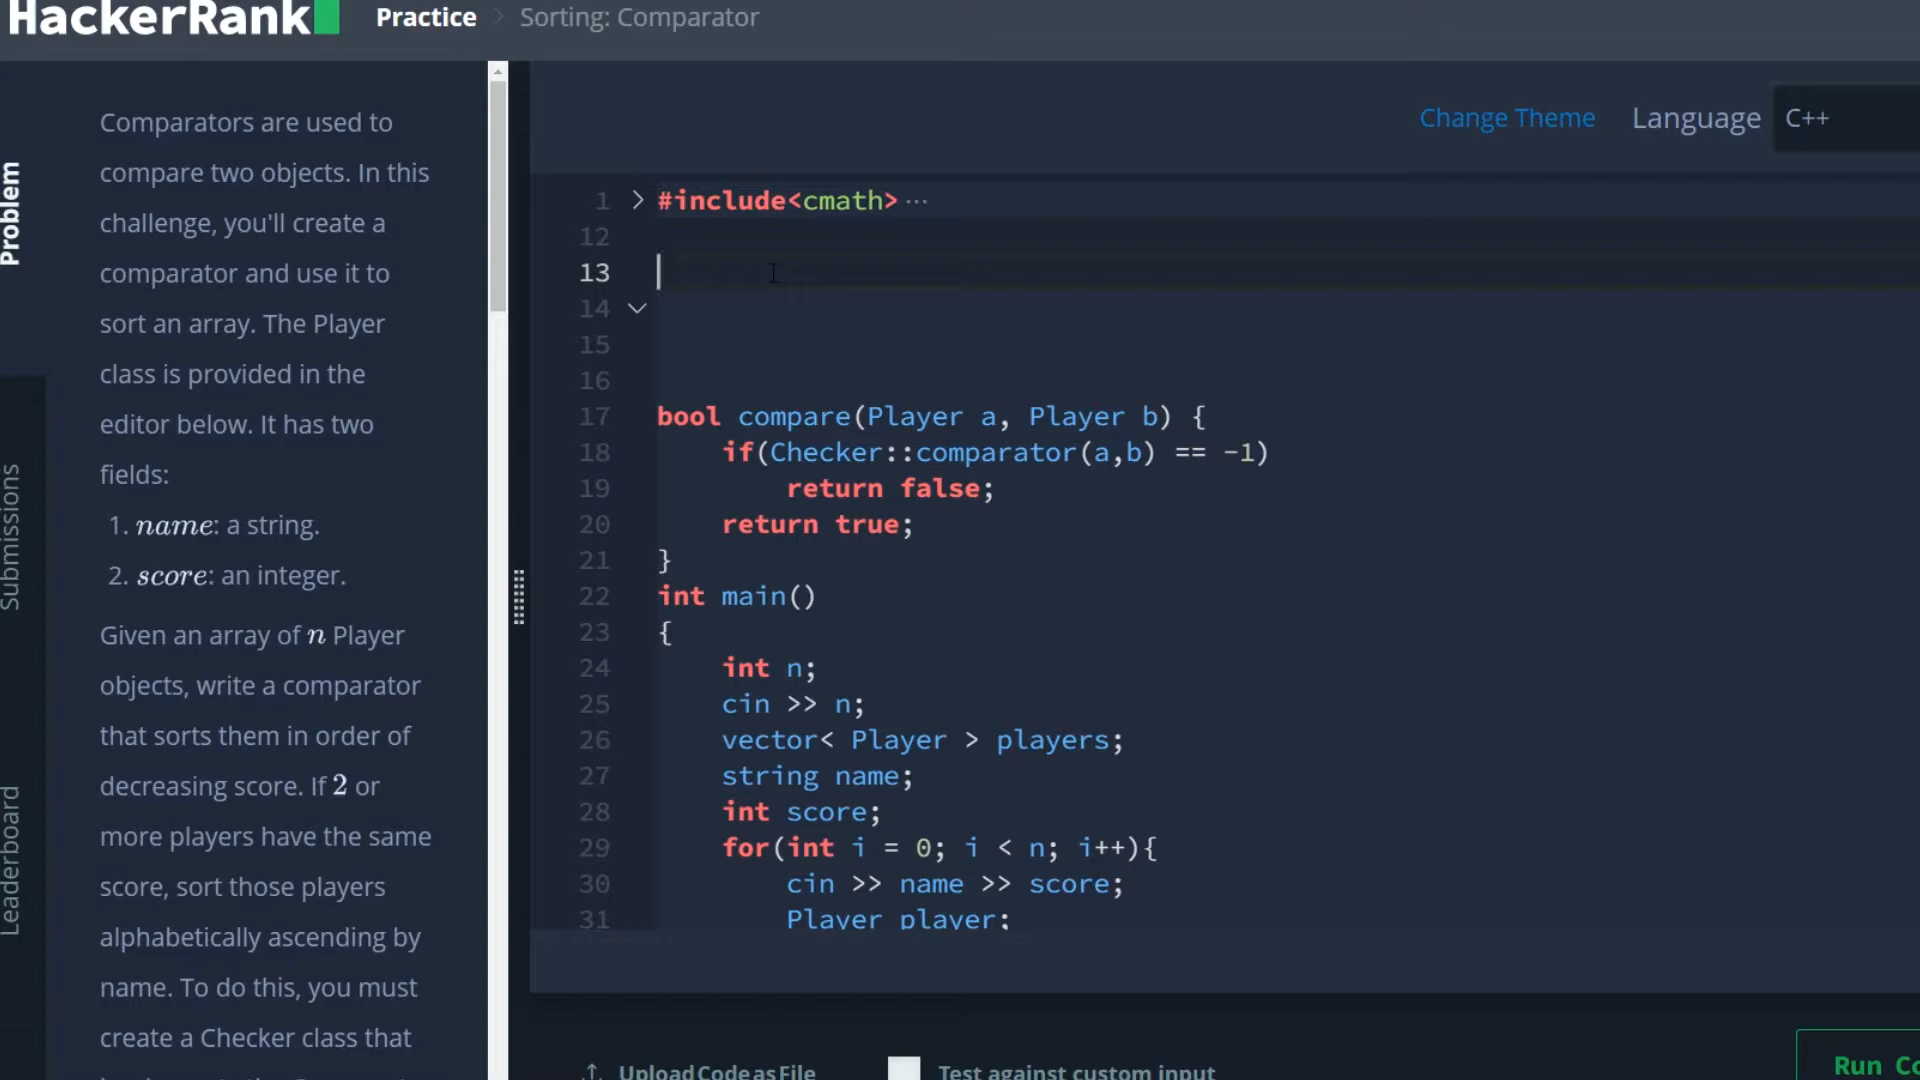 HackerRank Practice > Sorting: Comparator
Problem
Submissions
Leaderboard
Comparators are used to
compare two objects. In this
challenge, you'll create a
comparator and use it to
sort an array. The Player
class is provided in the
editor below. It has two
fields:
1. name: a string.
2. score: an integer.
Given an array of n Player
objects, write a comparator
that sorts them in order of
decreasing score. If 2 or
more players have the same
score, sort those players
alphabetically ascending by
name. To do this, you must
create a Checker class that
Change Theme Language C++
1 #include<cmath> ···
12
13
14
15
16
17 bool compare(Player a, Player b) {
18 if(Checker::comparator(a,b) == -1)
19 return false;
20 return true;
21 }
22 int main()
23 {
24 int n;
25 cin >> n;
26 vector< Player > players;
27 string name;
28 int score;
29 for(int i = 0; i < n; i++){
30 cin >> name >> score;
31 Player player;
Upload Code as File Test against custom input Run Co